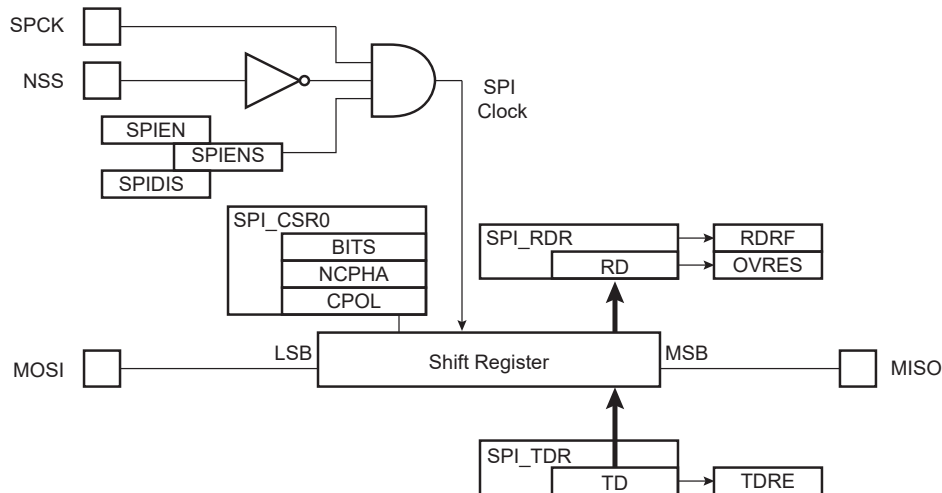 SPCK
NSS
SPI
Clock
SPIEN
SPIENS
SPIDIS
SPI_CSR0
BITS
NCPHA
CPOL
SPI_RDR
RD
RDRF
OVRES
MOSI
LSB
Shift Register
MSB
MISO
SPI_TDR
TD
TDRE